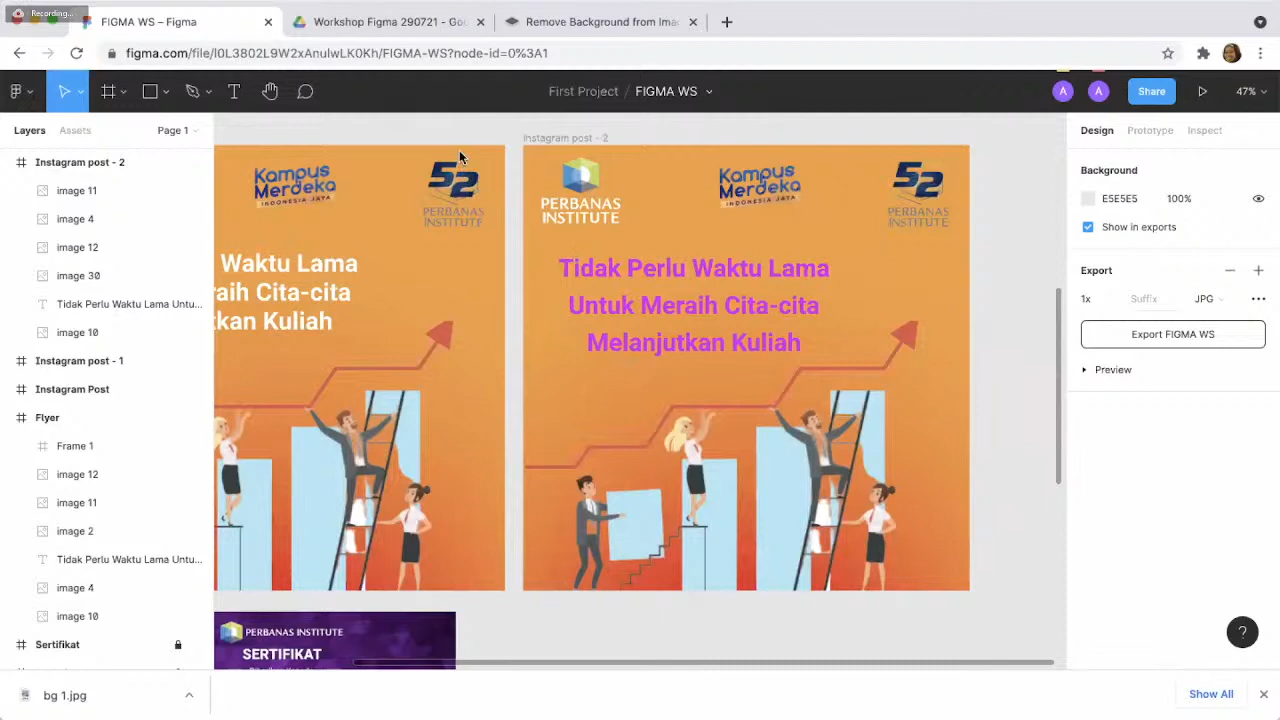 Recording...
FIGMA WS – Figma
Workshop Figma 290721 - Goo
Remove Background from Imag
figma.com/file/l0L3802L9W2xAnulwLK0Kh/FIGMA-WS?node-id=0%3A1
First Project / FIGMA WS
A
A
Share
47%
Layers
Assets
Page 1
Design
Prototype
Inspect
Instagram post - 2
image 11
image 4
image 12
image 30
Tidak Perlu Waktu Lama Untu...
image 10
Instagram post - 1
Instagram Post
Flyer
Frame 1
image 12
image 11
image 2
Tidak Perlu Waktu Lama Untu...
image 4
image 10
Sertifikat
Kampus
Merdeka
INDONESIA JAYA
52
PERBANAS
INSTITUTE
Waktu Lama
raih Cita-cita
tkan Kuliah
Instagram post - 2
PERBANAS
INSTITUTE
Kampus
Merdeka
INDONESIA JAYA
52
PERBANAS
INSTITUTE
Tidak Perlu Waktu Lama
Untuk Meraih Cita-cita
Melanjutkan Kuliah
PERBANAS INSTITUTE
SERTIFIKAT
Background
E5E5E5
100%
Show in exports
Export
1x
Suffix
JPG
Export FIGMA WS
Preview
?
bg 1.jpg
Show All